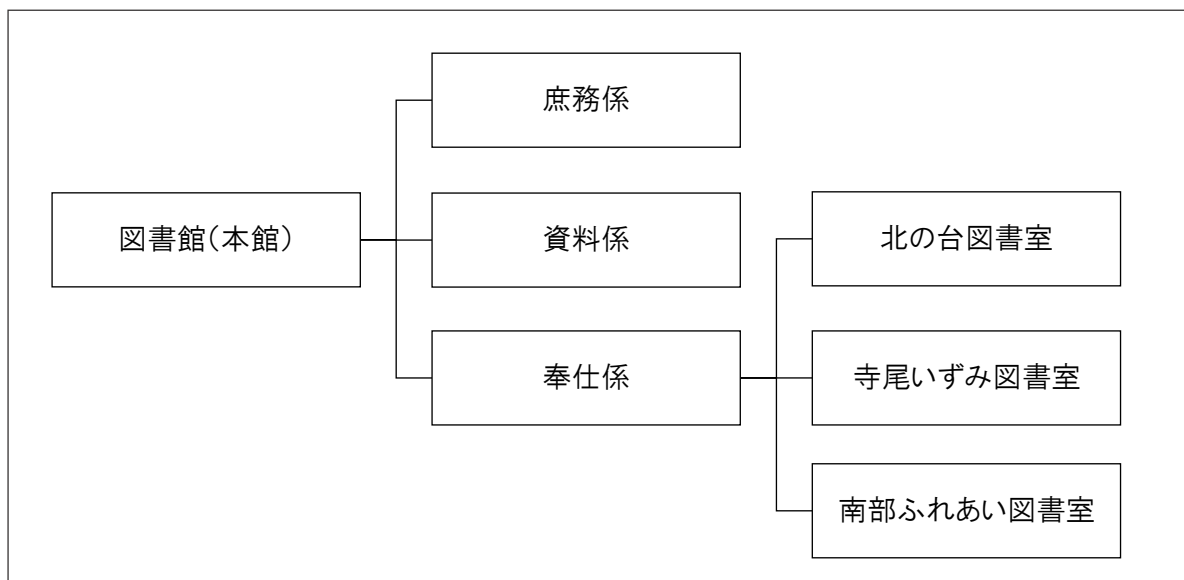 庶務係
図書館(本館)
資料係
北の台図書室
奉仕係
寺尾いずみ図書室
南部ふれあい図書室